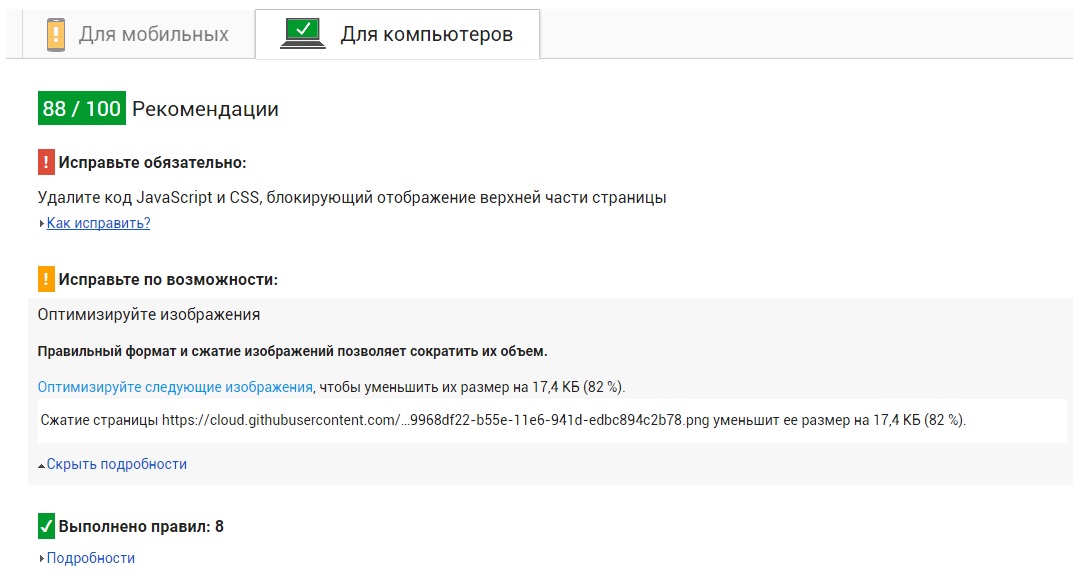 Для мобильных
Для компьютеров
88 / 100 Рекомендации
! Исправьте обязательно:
Удалите код JavaScript и CSS, блокирующий отображение верхней части страницы
Как исправить?
! Исправьте по возможности:
Оптимизируйте изображения
Правильный формат и сжатие изображений позволяет сократить их объем.
Оптимизируйте следующие изображения, чтобы уменьшить их размер на 17,4 КБ (82 %).
Сжатие страницы https://cloud.githubusercontent.com/…9968df22-b55e-11e6-941d-edbc894c2b78.png уменьшит ее размер на 17,4 КБ (82 %).
Скрыть подробности
Выполнено правил: 8
Подробности